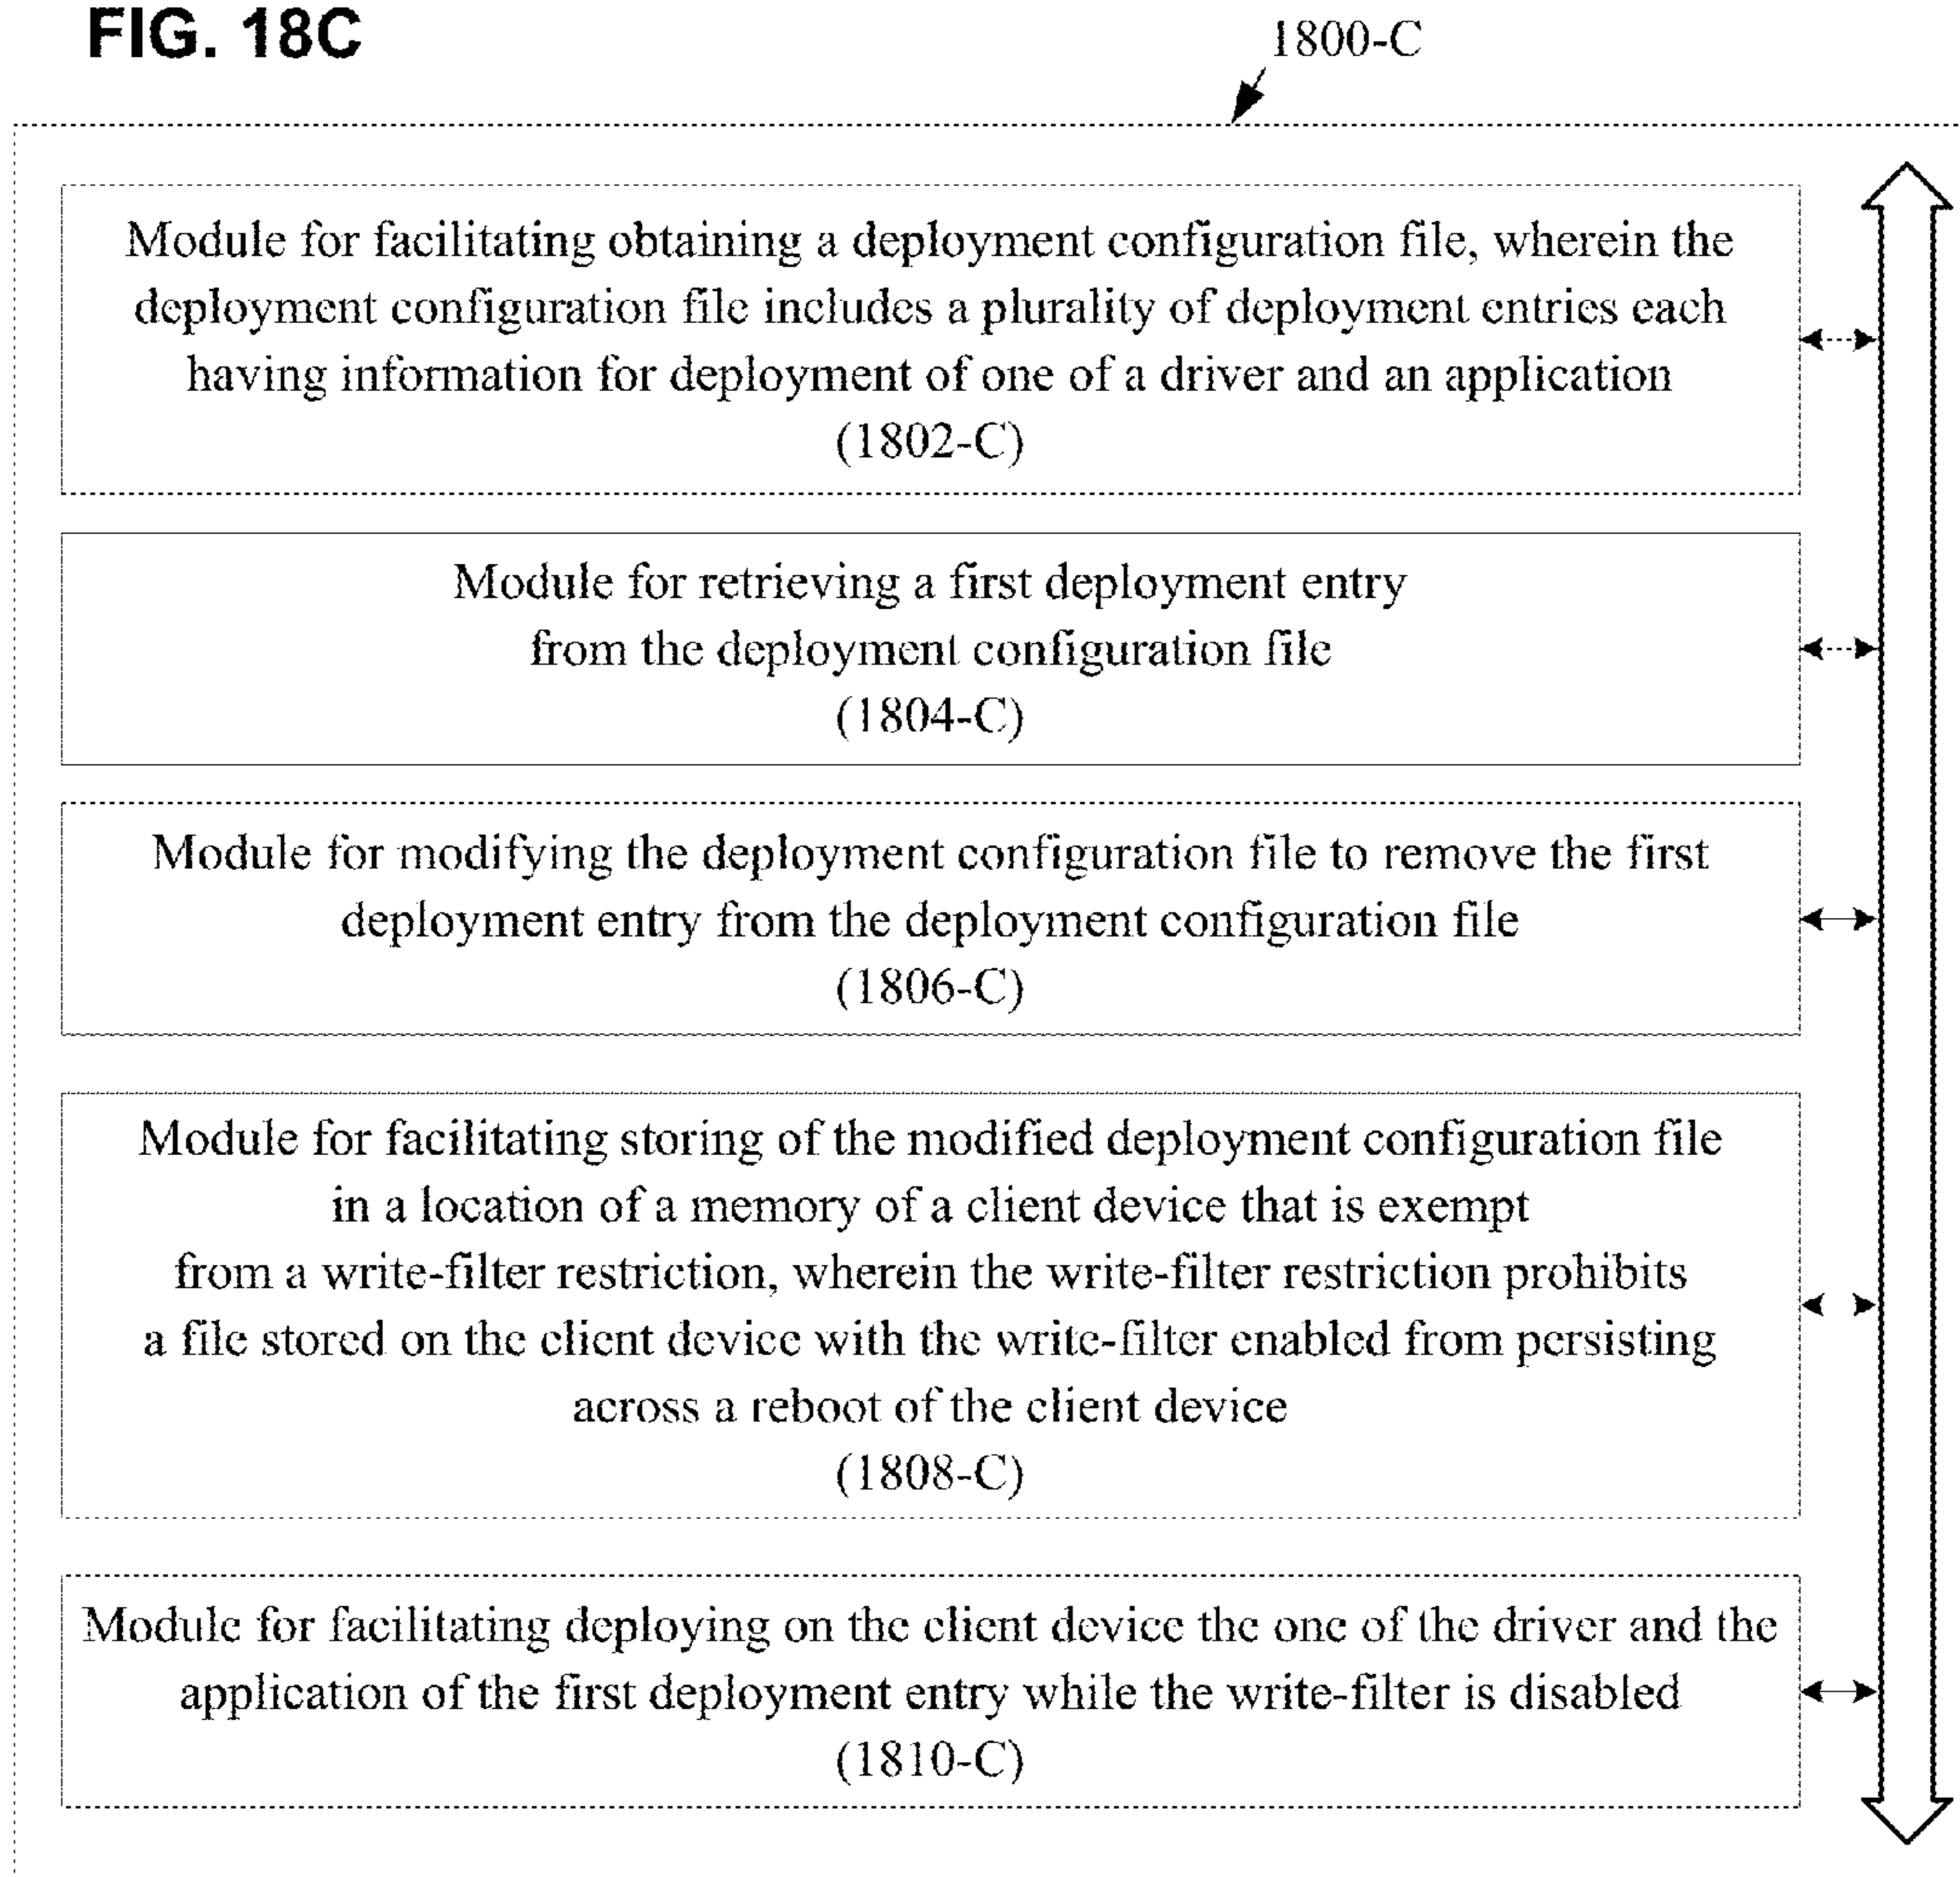 FIG. 18C
1800-C
Module for facilitating obtaining a deployment configuration file, wherein the
deployment configuration file includes a plurality of deployment entries each
having information for deployment of one of a driver and an application
(1802-C)
Module for retrieving a first deployment entry
from the deployment configuration file
(1804-C)
Module for modifying the deployment configuration file to remove the first
deployment entry from the deployment configuration file
(1806-C)
Module for facilitating storing of the modified deployment configuration file
in a location of a memory of a client device that is exempt
from a write-filter restriction, wherein the write-filter restriction prohibits
a file stored on the client device with the write-filter enabled from persisting
across a reboot of the client device
(1808-C)
Module for facilitating deploying on the client device the one of the driver and the
application of the first deployment entry while the write-filter is disabled
(1810-C)